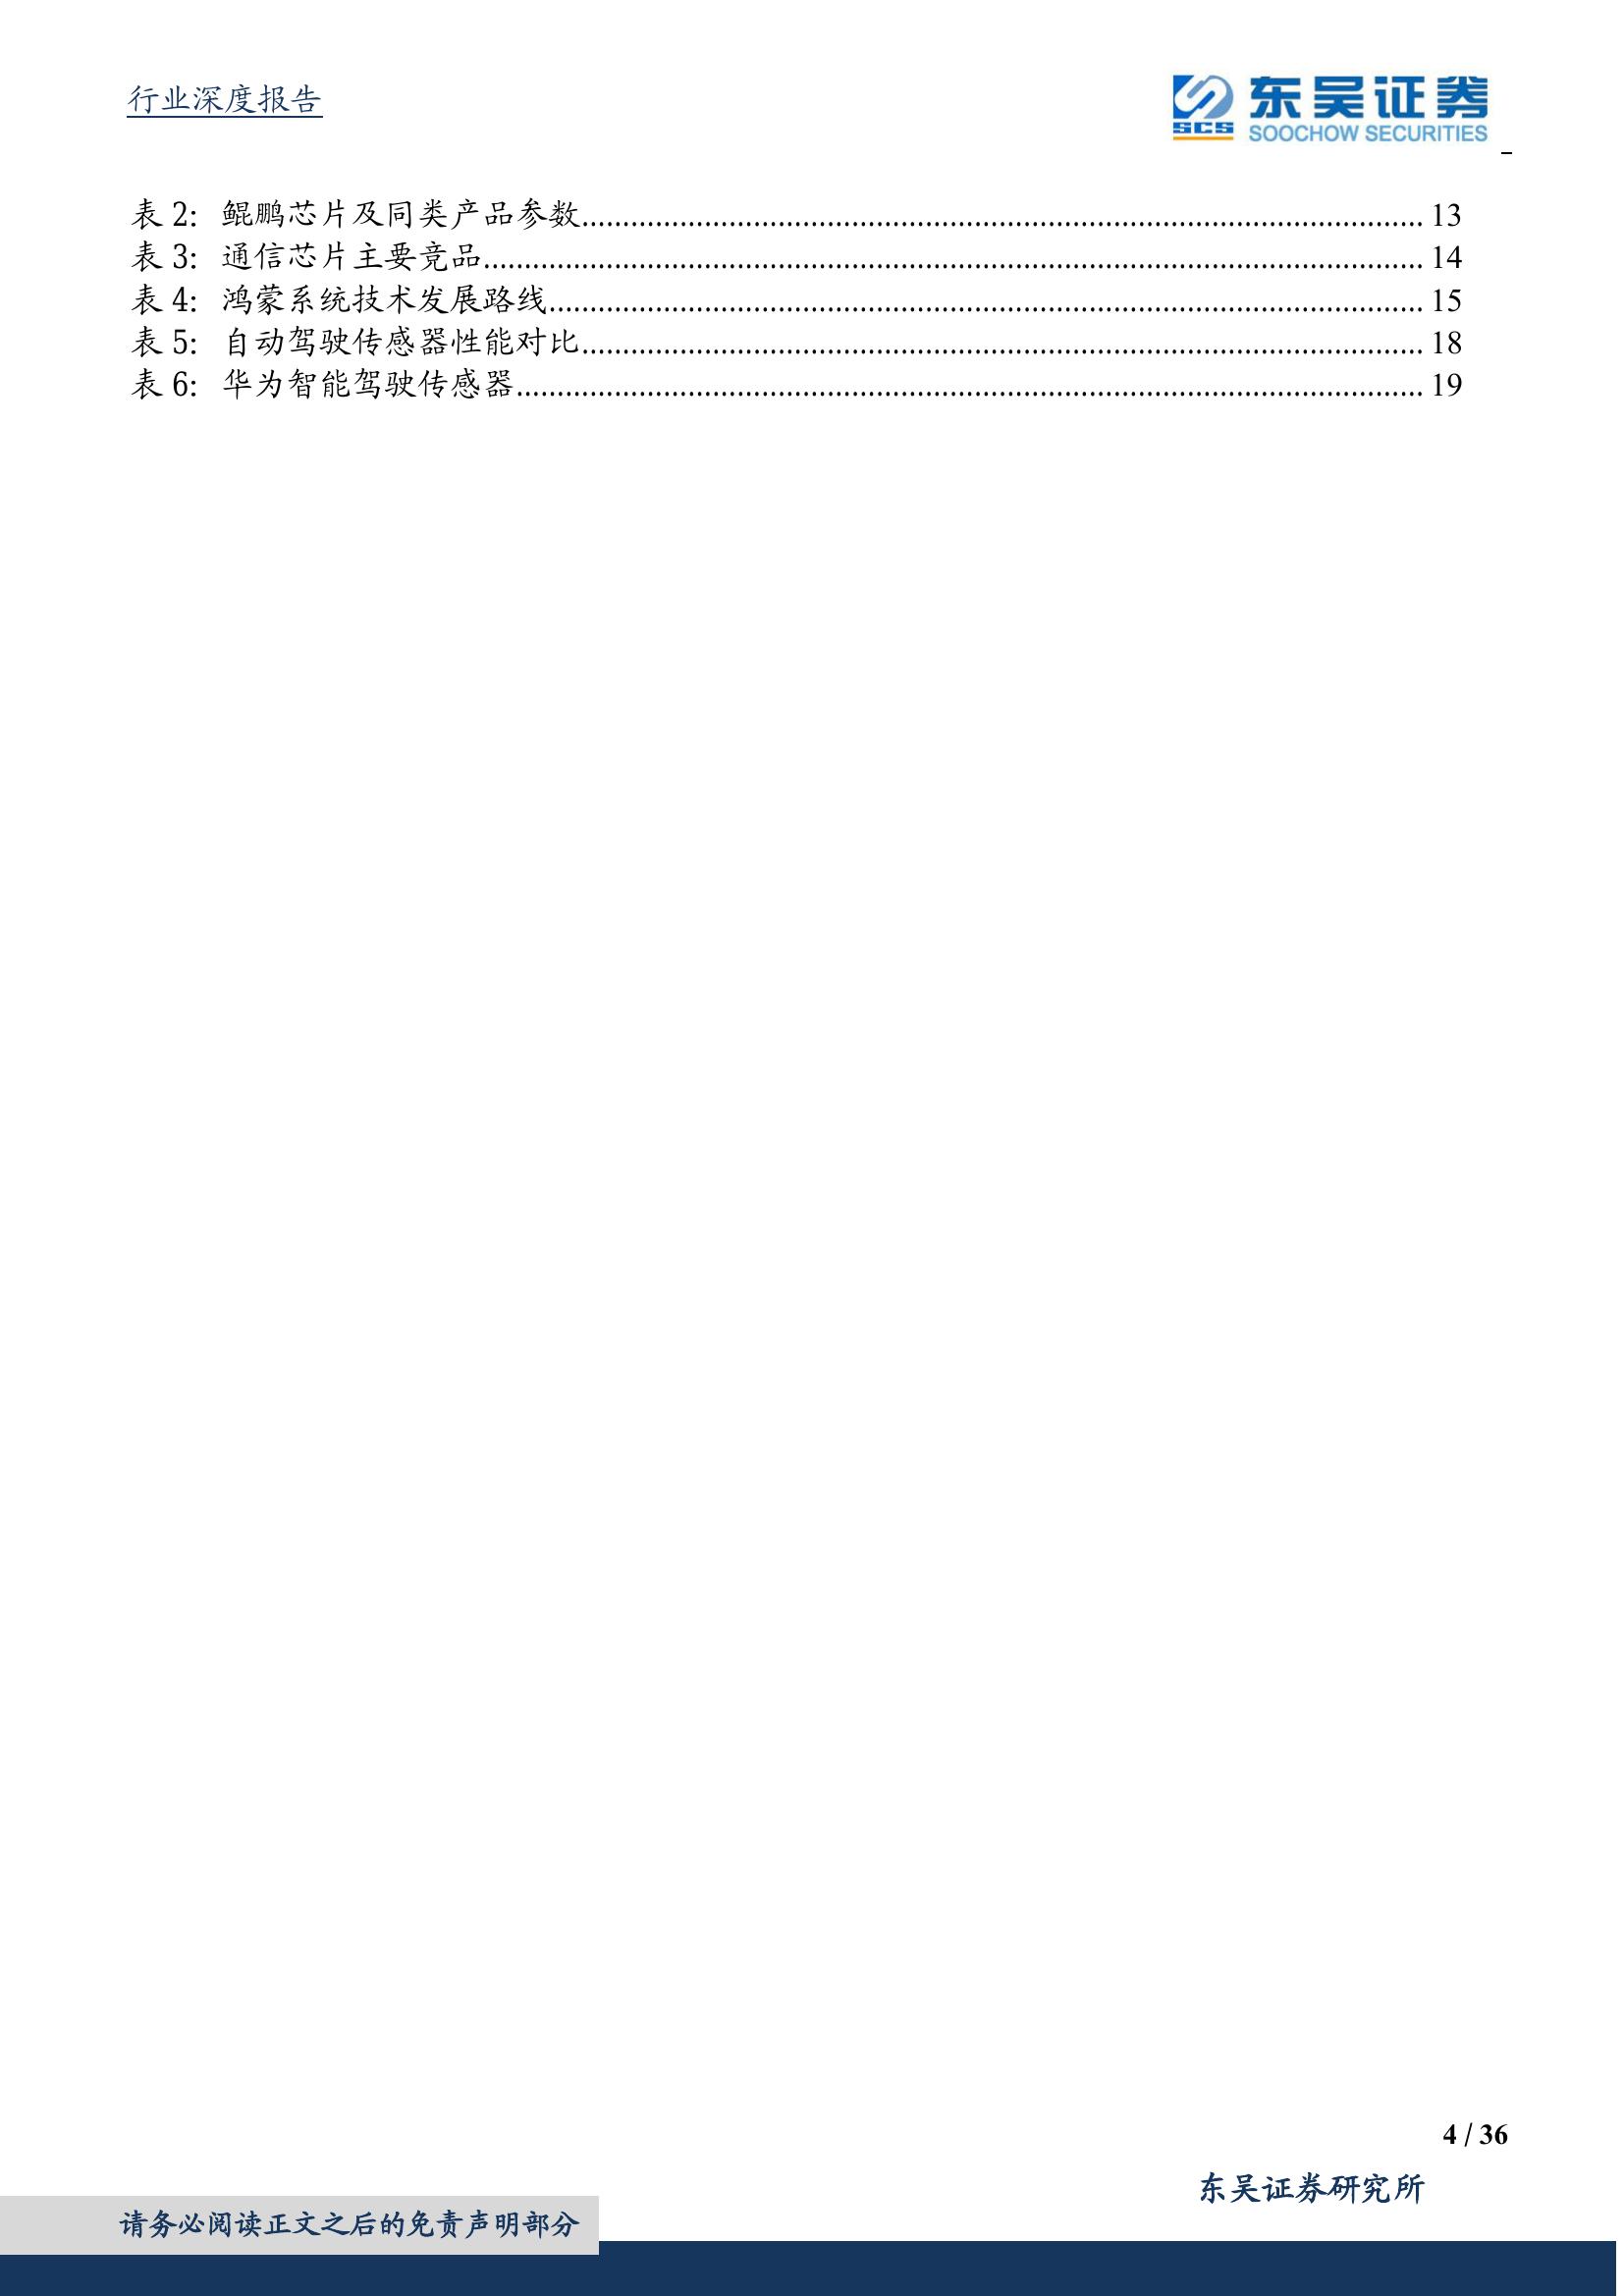 行业深度报告
东吴证券
SCS
SOOCHOW SECURITIES
表 2: 鲲鹏芯片及同类产品参数........................................ 13
表 3: 通信芯片主要竞品........................................ 14
表 4: 鸿蒙系统技术发展路线........................................ 15
表 5: 自动驾驶传感器性能对比........................................ 18
表 6: 华为智能驾驶传感器........................................ 19
4 / 36
东吴证券研究所
请务必阅读正文之后的免责声明部分